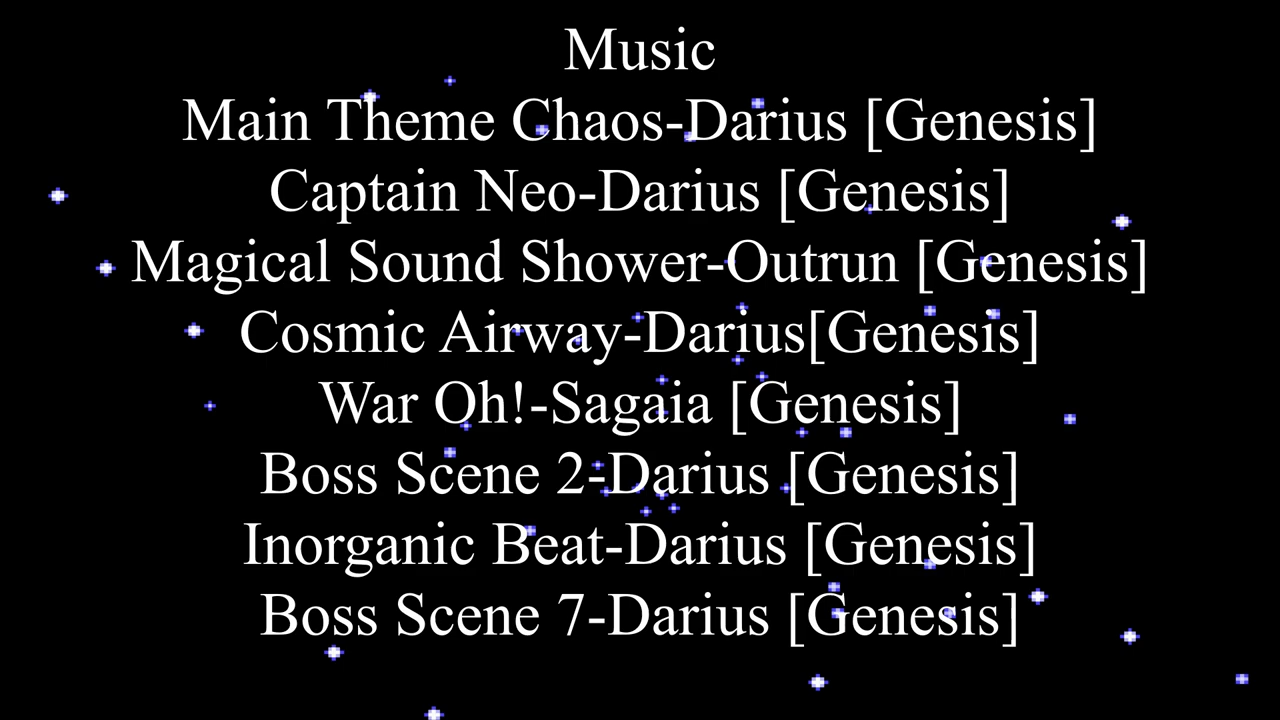 Music
Main Theme Chaos-Darius [Genesis]
Captain Neo-Darius [Genesis]
Magical Sound Shower-Outrun [Genesis]
Cosmic Airway-Darius[Genesis]
War Oh!-Sagaia [Genesis]
Boss Scene 2-Darius [Genesis]
Inorganic Beat-Darius [Genesis]
Boss Scene 7-Darius [Genesis]